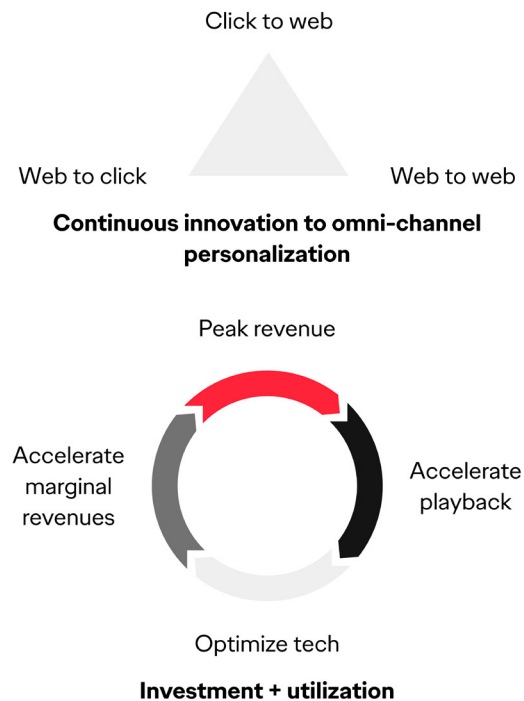 Click to web
Web to click
Web to web
Continuous innovation to omni-channel
personalization
Peak revenue
Accelerate
marginal
revenues
Accelerate
playback
Optimize tech
Investment + utilization